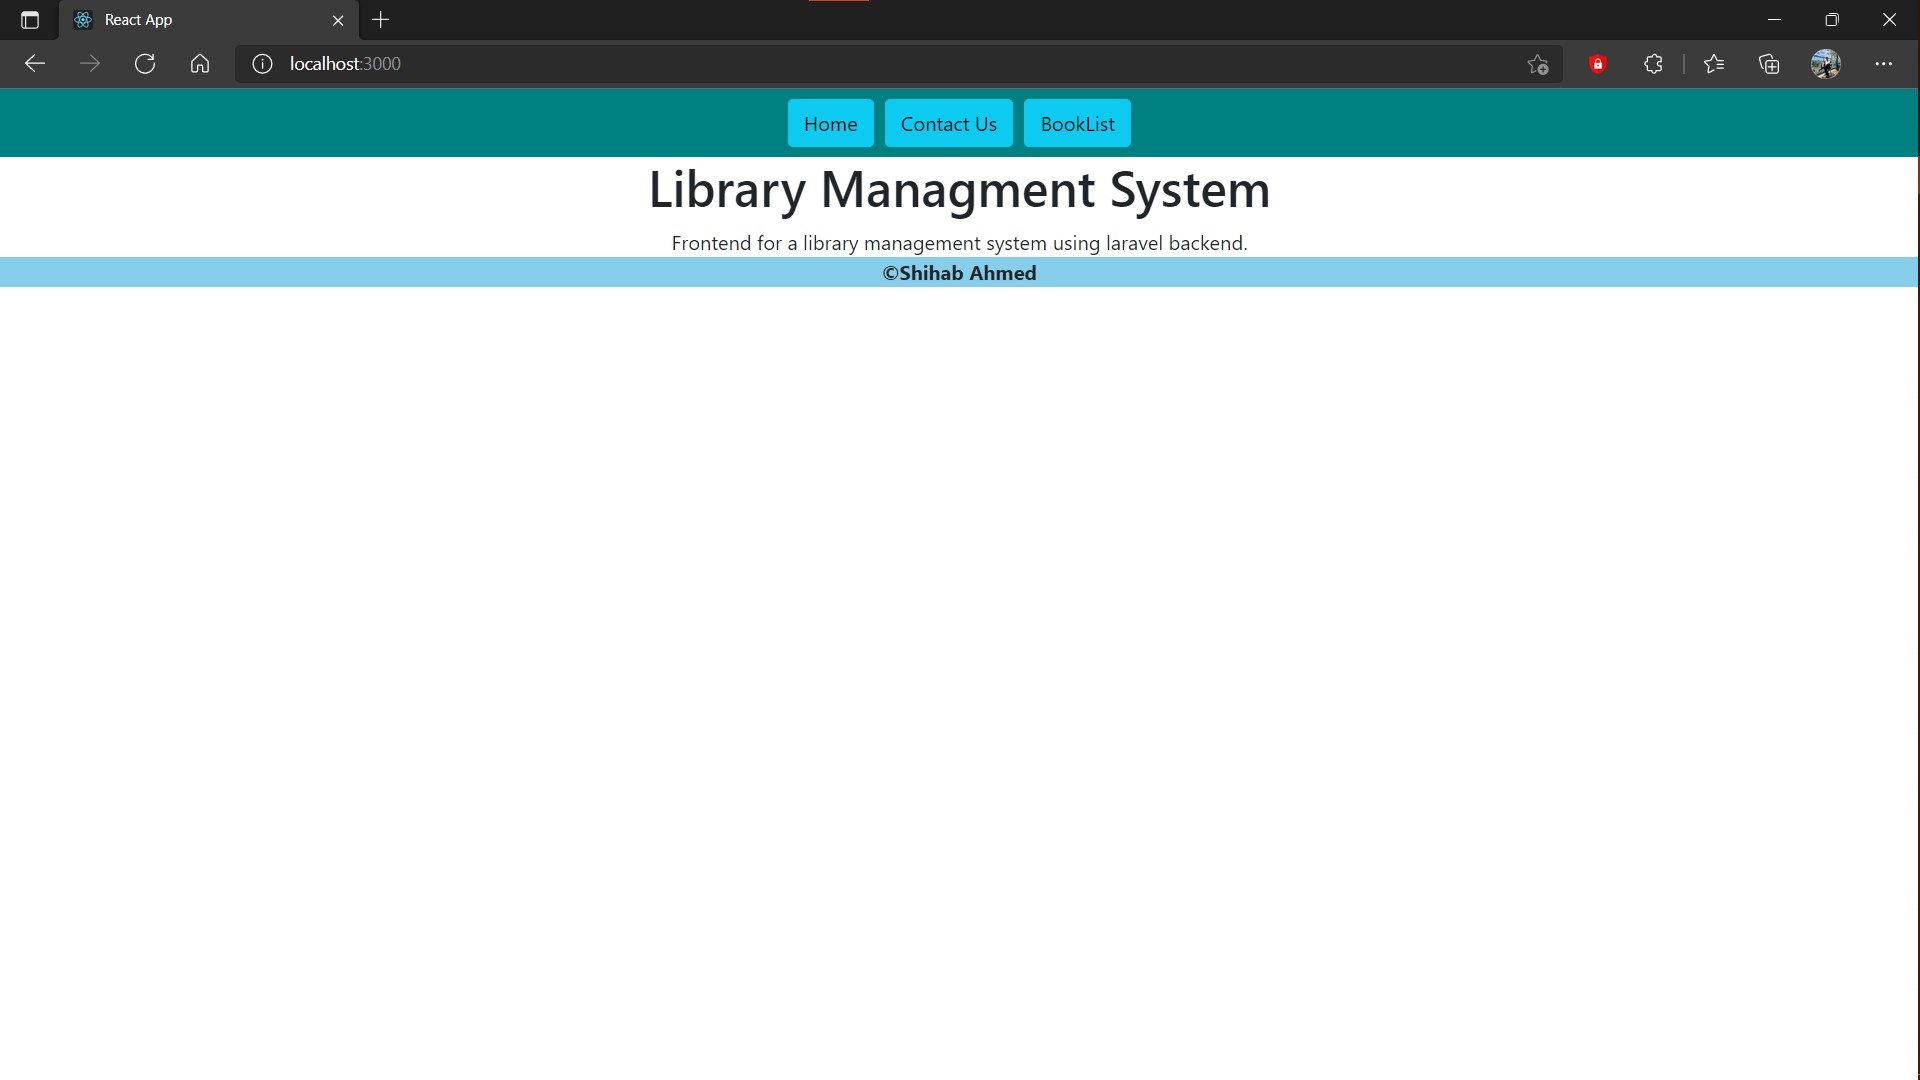 React App
localhost:3000
Home Contact Us BookList
Library Managment System
Frontend for a library management system using laravel backend.
©Shihab Ahmed